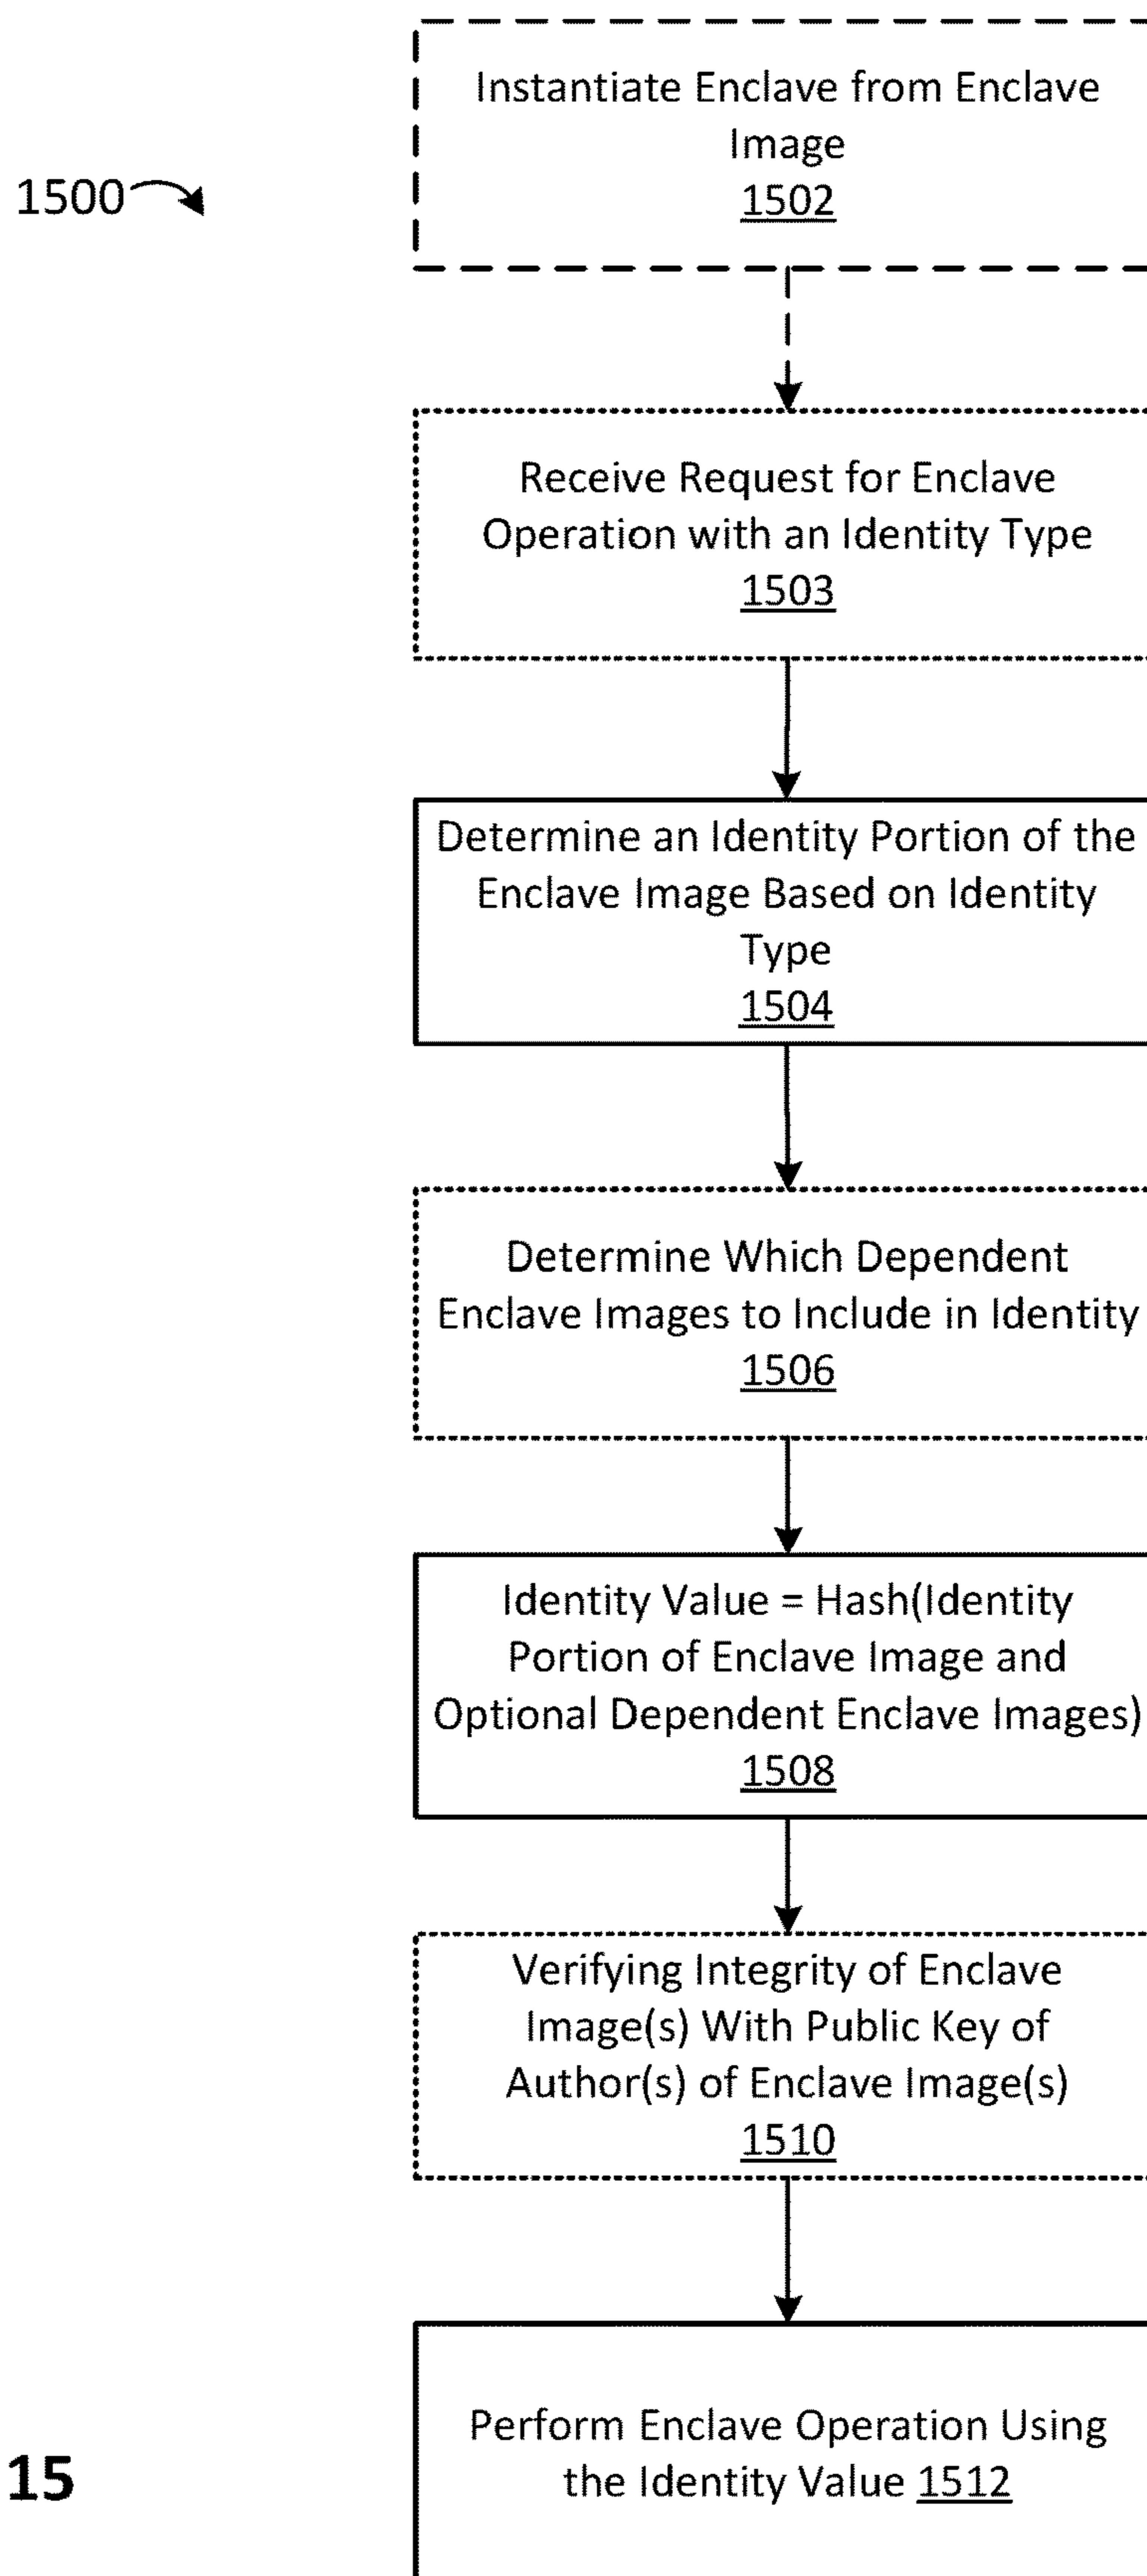 Instantiate Enclave from Enclave
Image
1502
1500
Receive Request for Enclave
Operation with an Identity Type
1503
Determine an Identity Portion of the
Enclave Image Based on Identity
Type
1504
Determine Which Dependent
Enclave Images to Include in Identity
1506
Identity Value = Hash(Identity
Portion of Enclave Image and
Optional Dependent Enclave Images)
1508
Verifying Integrity of Enclave
Image(s) With Public Key of
Author(s) of Enclave Image(s)
1510
Perform Enclave Operation Using
the Identity Value 1512
15